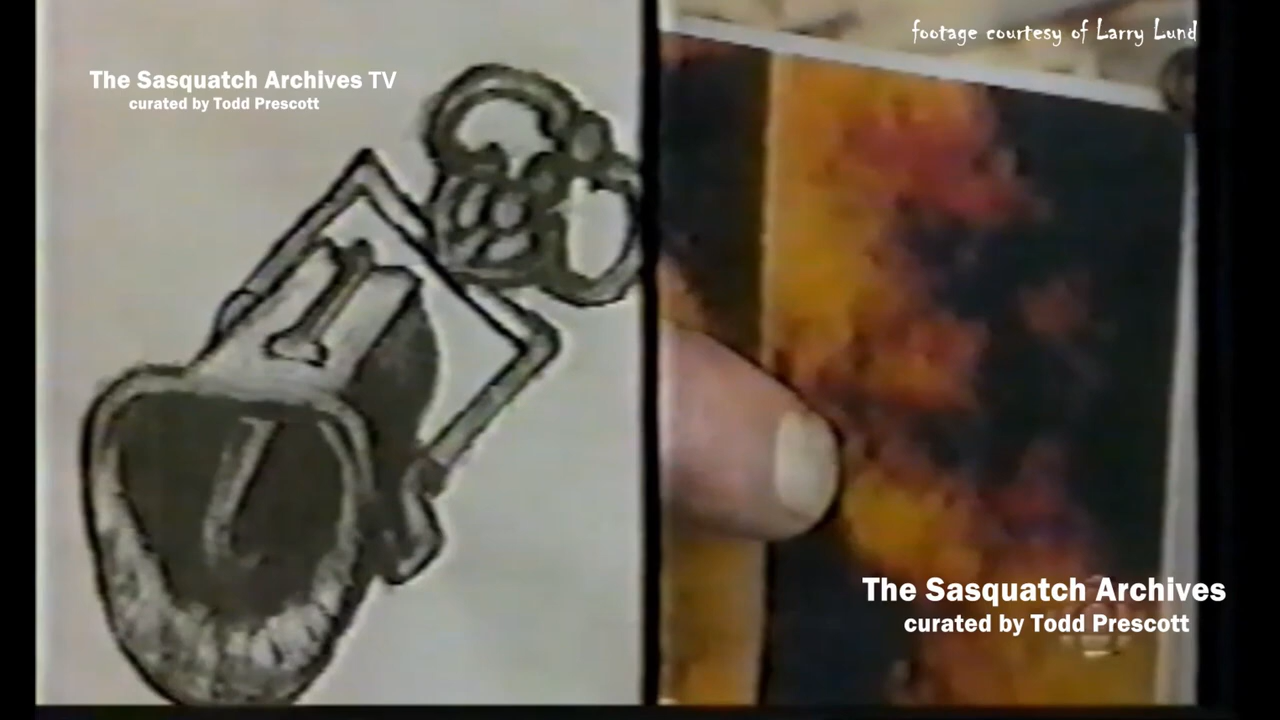 footage courtesy of Larry Lund
The Sasquatch Archives TV
curated by Todd Prescott
The Sasquatch Archives
curated by Todd Prescott